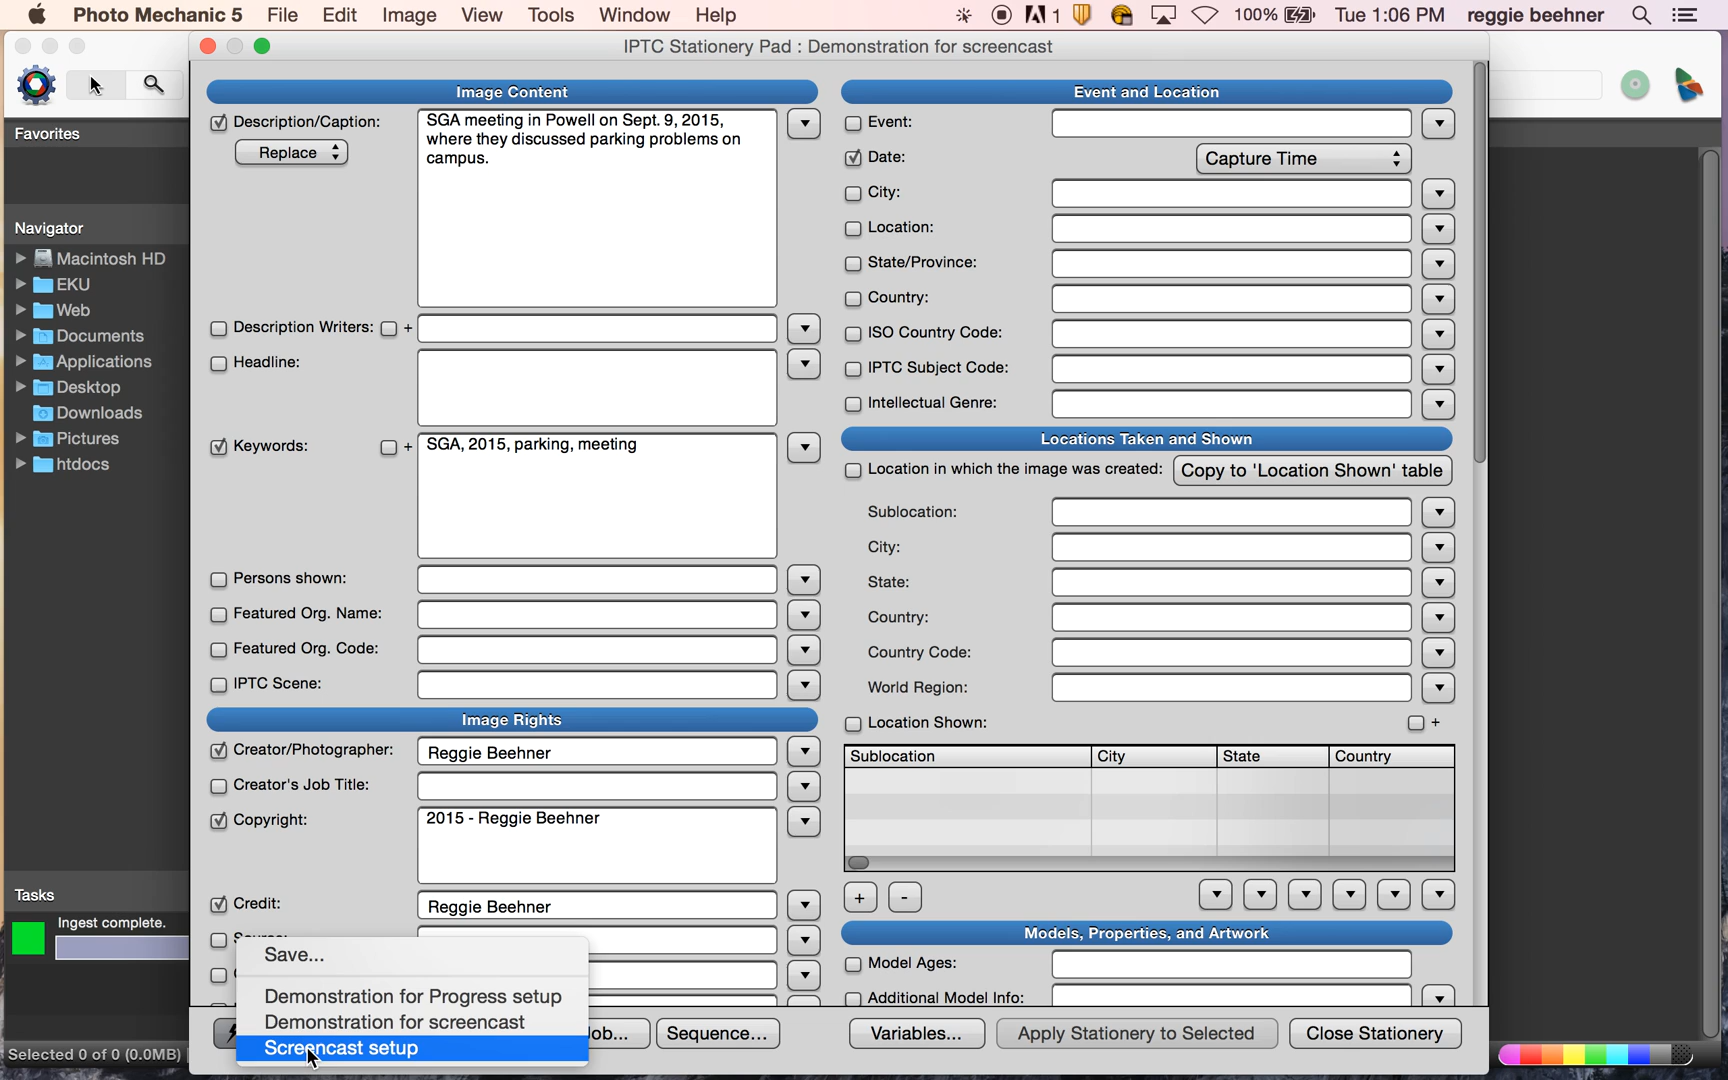 Photo Mechanic 5 File Edit Image View Tools Window Help 1 100% Tue 1:06 PM reggie beehner
IPTC Stationery Pad : Demonstration for screencast
Favorites
Navigator
Macintosh HD
EKU
Web
Documents
Applications
Desktop
Downloads
Pictures
htdocs
Tasks
Ingest complete.
Selected 0 of 0 (0.0MB)
Image Content
Description/Caption:
Replace
SGA meeting in Powell on Sept. 9, 2015,
where they discussed parking problems on
campus.
Description Writers: +
Headline:
Keywords: + SGA, 2015, parking, meeting
Persons shown:
Featured Org. Name:
Featured Org. Code:
IPTC Scene:
Image Rights
Creator/Photographer: Reggie Beehner
Creator's Job Title:
Copyright: 2015 - Reggie Beehner
Credit: Reggie Beehner
Save...
Demonstration for Progress setup
Demonstration for screencast
Screencast setup
Sequence...
Event and Location
Event:
Date: Capture Time
City:
Location:
State/Province:
Country:
ISO Country Code:
IPTC Subject Code:
Intellectual Genre:
Locations Taken and Shown
Location in which the image was created: Copy to 'Location Shown' table
Sublocation:
City:
State:
Country:
Country Code:
World Region:
Location Shown: +
Sublocation City State Country
+ -
Models, Properties, and Artwork
Model Ages:
Additional Model Info:
Variables... Apply Stationery to Selected Close Stationery